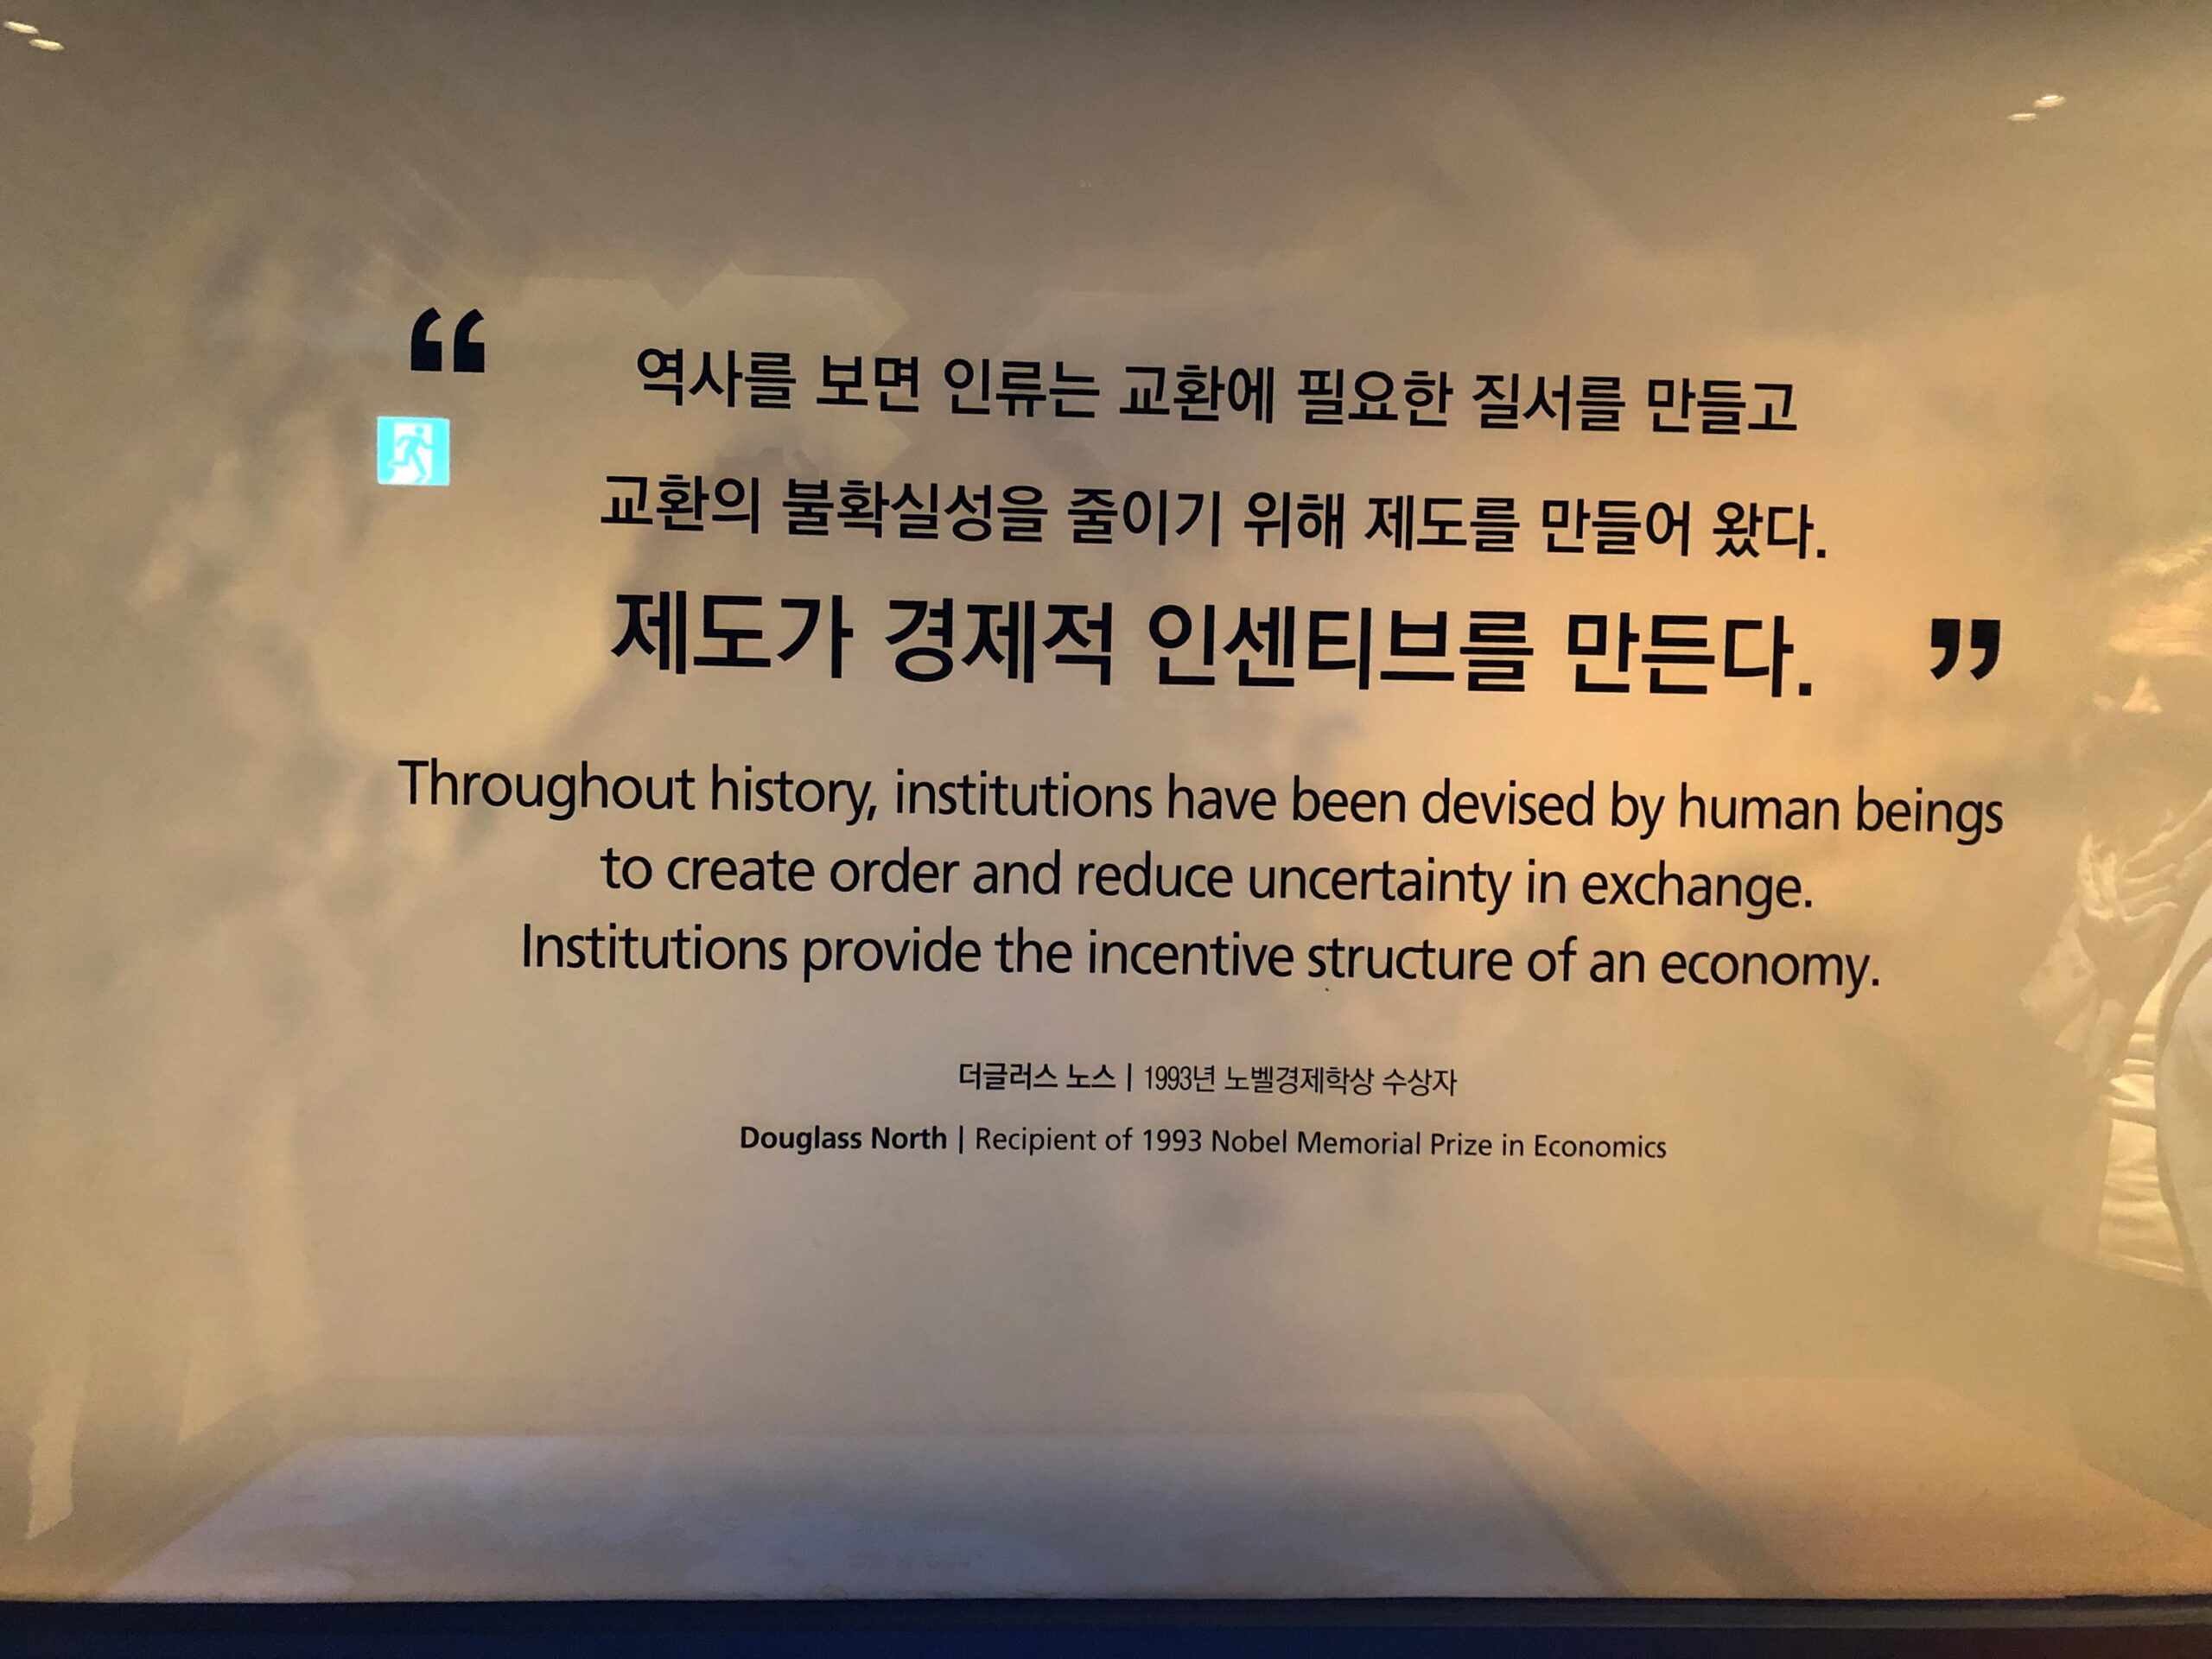 “ 역사를 보면 인류는 교환에 필요한 질서를 만들고
교환의 불확실성을 줄이기 위해 제도를 만들어 왔다.
제도가 경제적 인센티브를 만든다. ”
Throughout history, institutions have been devised by human beings
to create order and reduce uncertainty in exchange.
Institutions provide the incentive structure of an economy.
더글러스 노스 | 1993년 노벨경제학상 수상자
Douglass North | Recipient of 1993 Nobel Memorial Prize in Economics